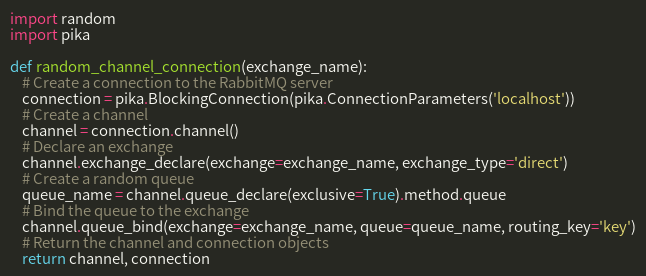 import random
import pika
def random_channel_connection(exchange_name):
# Create a connection to the RabbitMQ server
connection = pika.BlockingConnection(pika.ConnectionParameters('localhost'))
# Create a channel
channel = connection.channel()
# Declare an exchange
channel.exchange_declare(exchange=exchange_name, exchange_type='direct')
# Create a random queue
queue_name = channel.queue_declare(exclusive=True).method.queue
# Bind the queue to the exchange
channel.queue_bind(exchange=exchange_name, queue=queue_name, routing_key='key')
# Return the channel and connection objects
return channel, connection